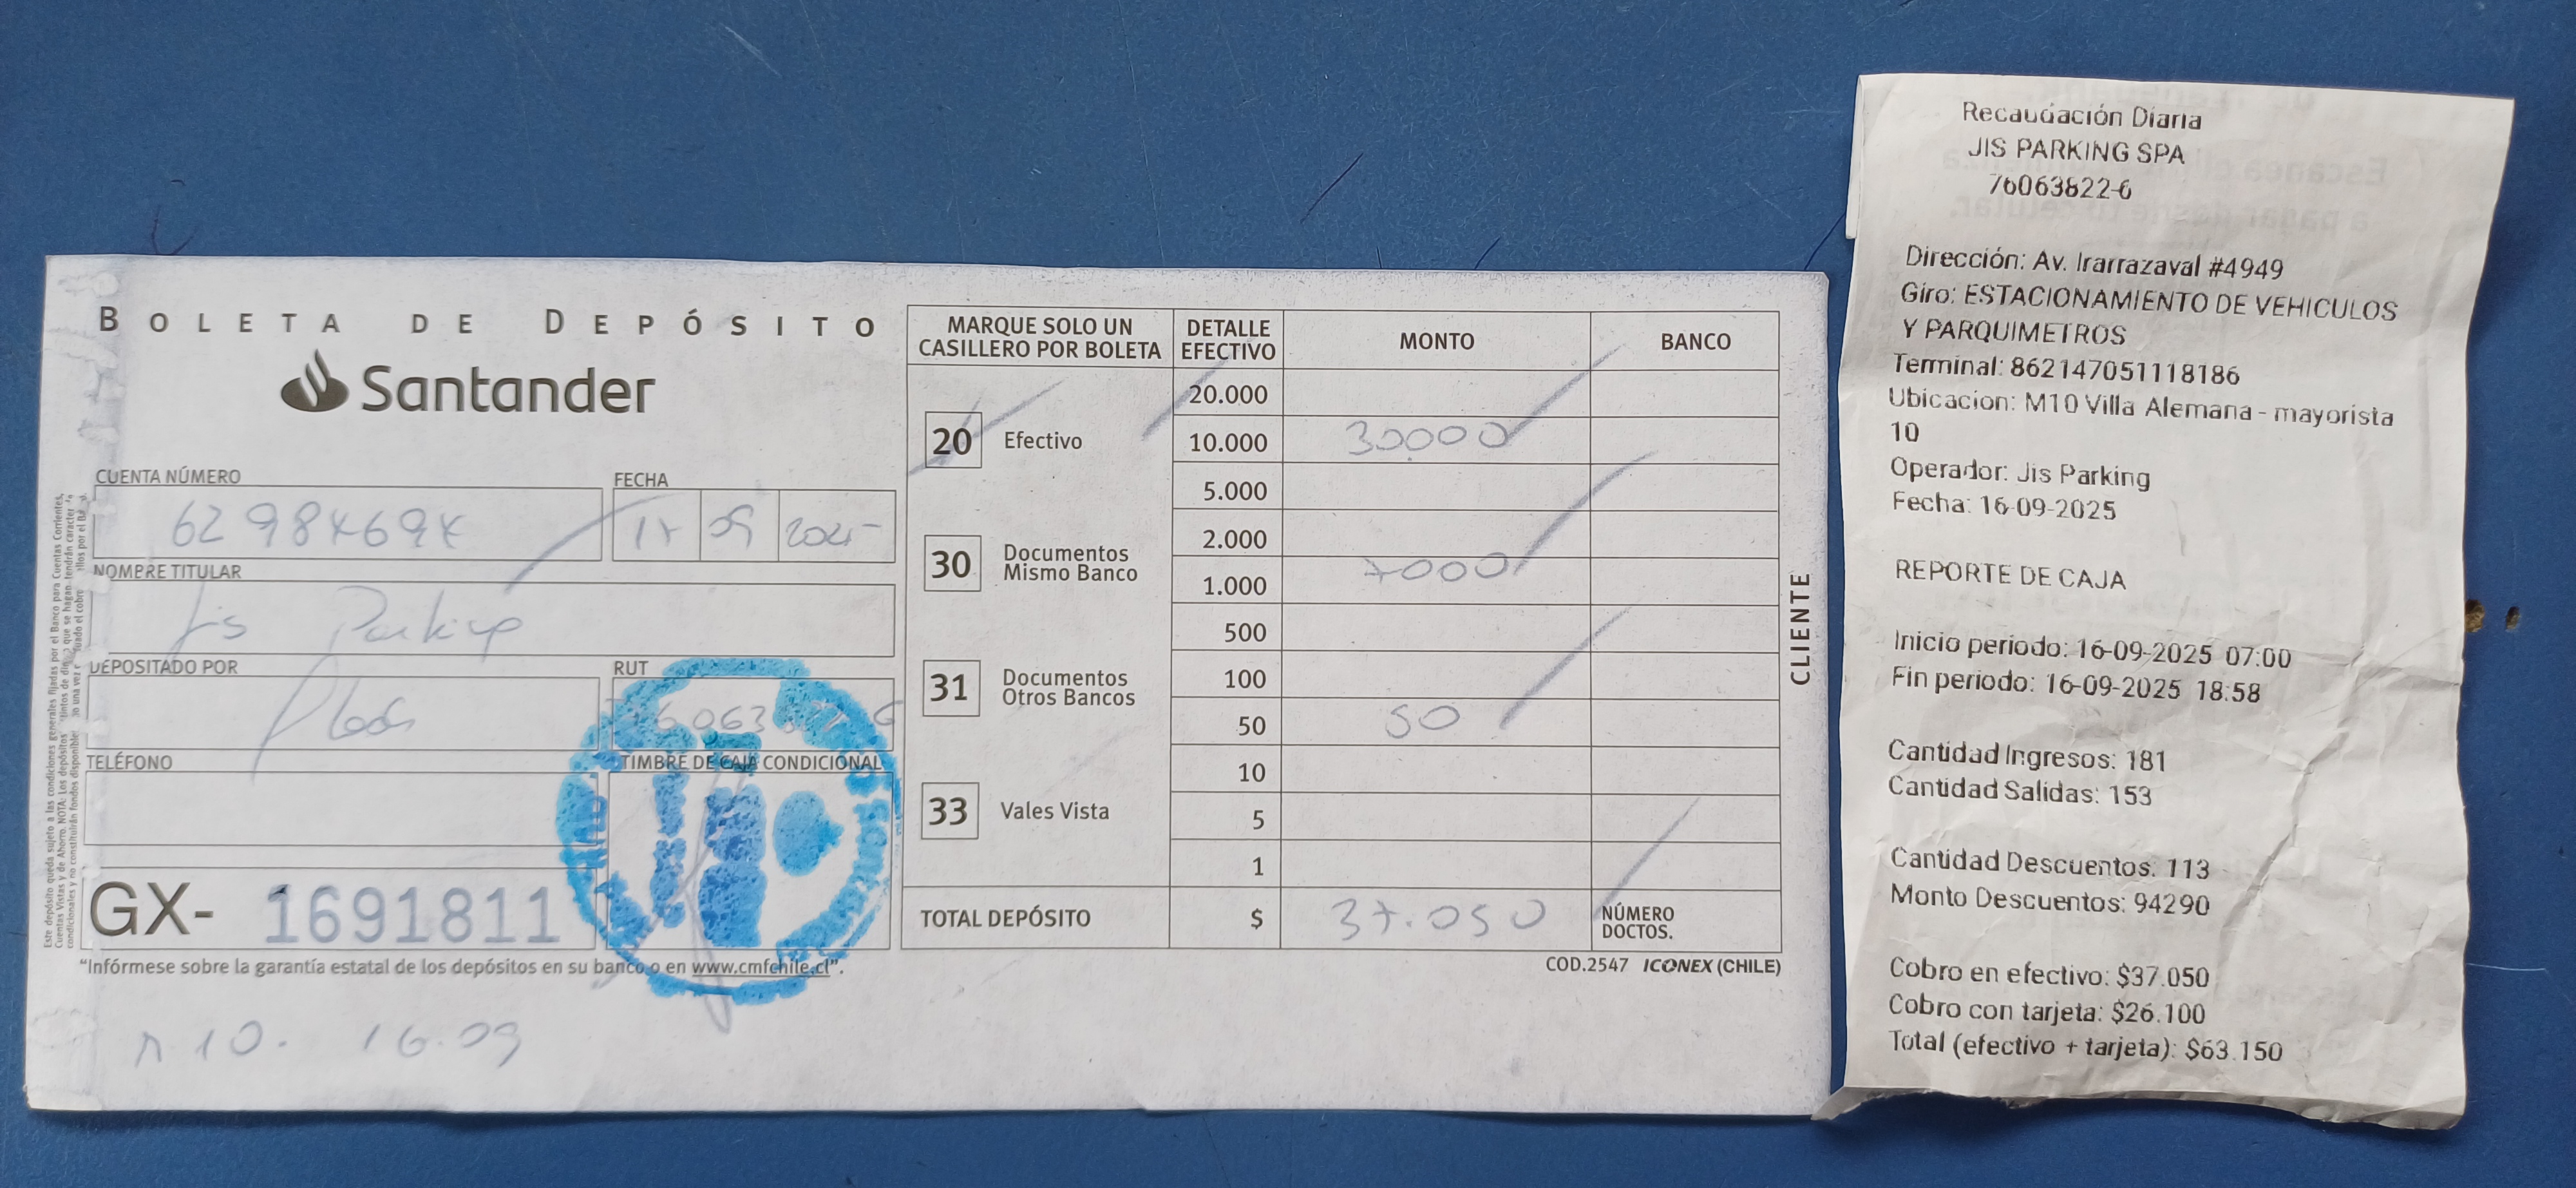 BOLETA DE DEPÓSITO
Santander
CUENTA NÚMERO
62984694
FECHA
17 09 2025
NOMBRE TITULAR
Jis Parking
DEPOSITADO POR
RUT
TELÉFONO
TIMBRE DE CAJA CONDICIONAL
GX- 1691811
"Infórmese sobre la garantía estatal de los depósitos en su banco o en www.cmfchile.cl".
16.09
MARQUE SOLO UN CASILLERO POR BOLETA
DETALLE EFECTIVO
MONTO
BANCO
20 Efectivo
30 Documentos Mismo Banco
31 Documentos Otros Bancos
33 Vales Vista
20.000
10.000 30000
5.000
2.000
1.000 7000
500
100
50 50
10
5
1
TOTAL DEPÓSITO $ 37.050
NÚMERO DOCTOS.
CLIENTE
COD.2547 ICONEX (CHILE)
Recaudación Diaria
JIS PARKING SPA
76063822-6
Dirección: Av. Irarrazaval #4949
Giro: ESTACIONAMIENTO DE VEHICULOS
Y PARQUIMETROS
Terminal: 862147051118186
Ubicacion: M10 Villa Alemana - mayorista
10
Operador: Jis Parking
Fecha: 16-09-2025
REPORTE DE CAJA
Inicio periodo: 16-09-2025 07:00
Fin periodo: 16-09-2025 18:58
Cantidad Ingresos: 181
Cantidad Salidas: 153
Cantidad Descuentos: 113
Monto Descuentos: 94290
Cobro en efectivo: $37.050
Cobro con tarjeta: $26.100
Total (efectivo + tarjeta): $63.150